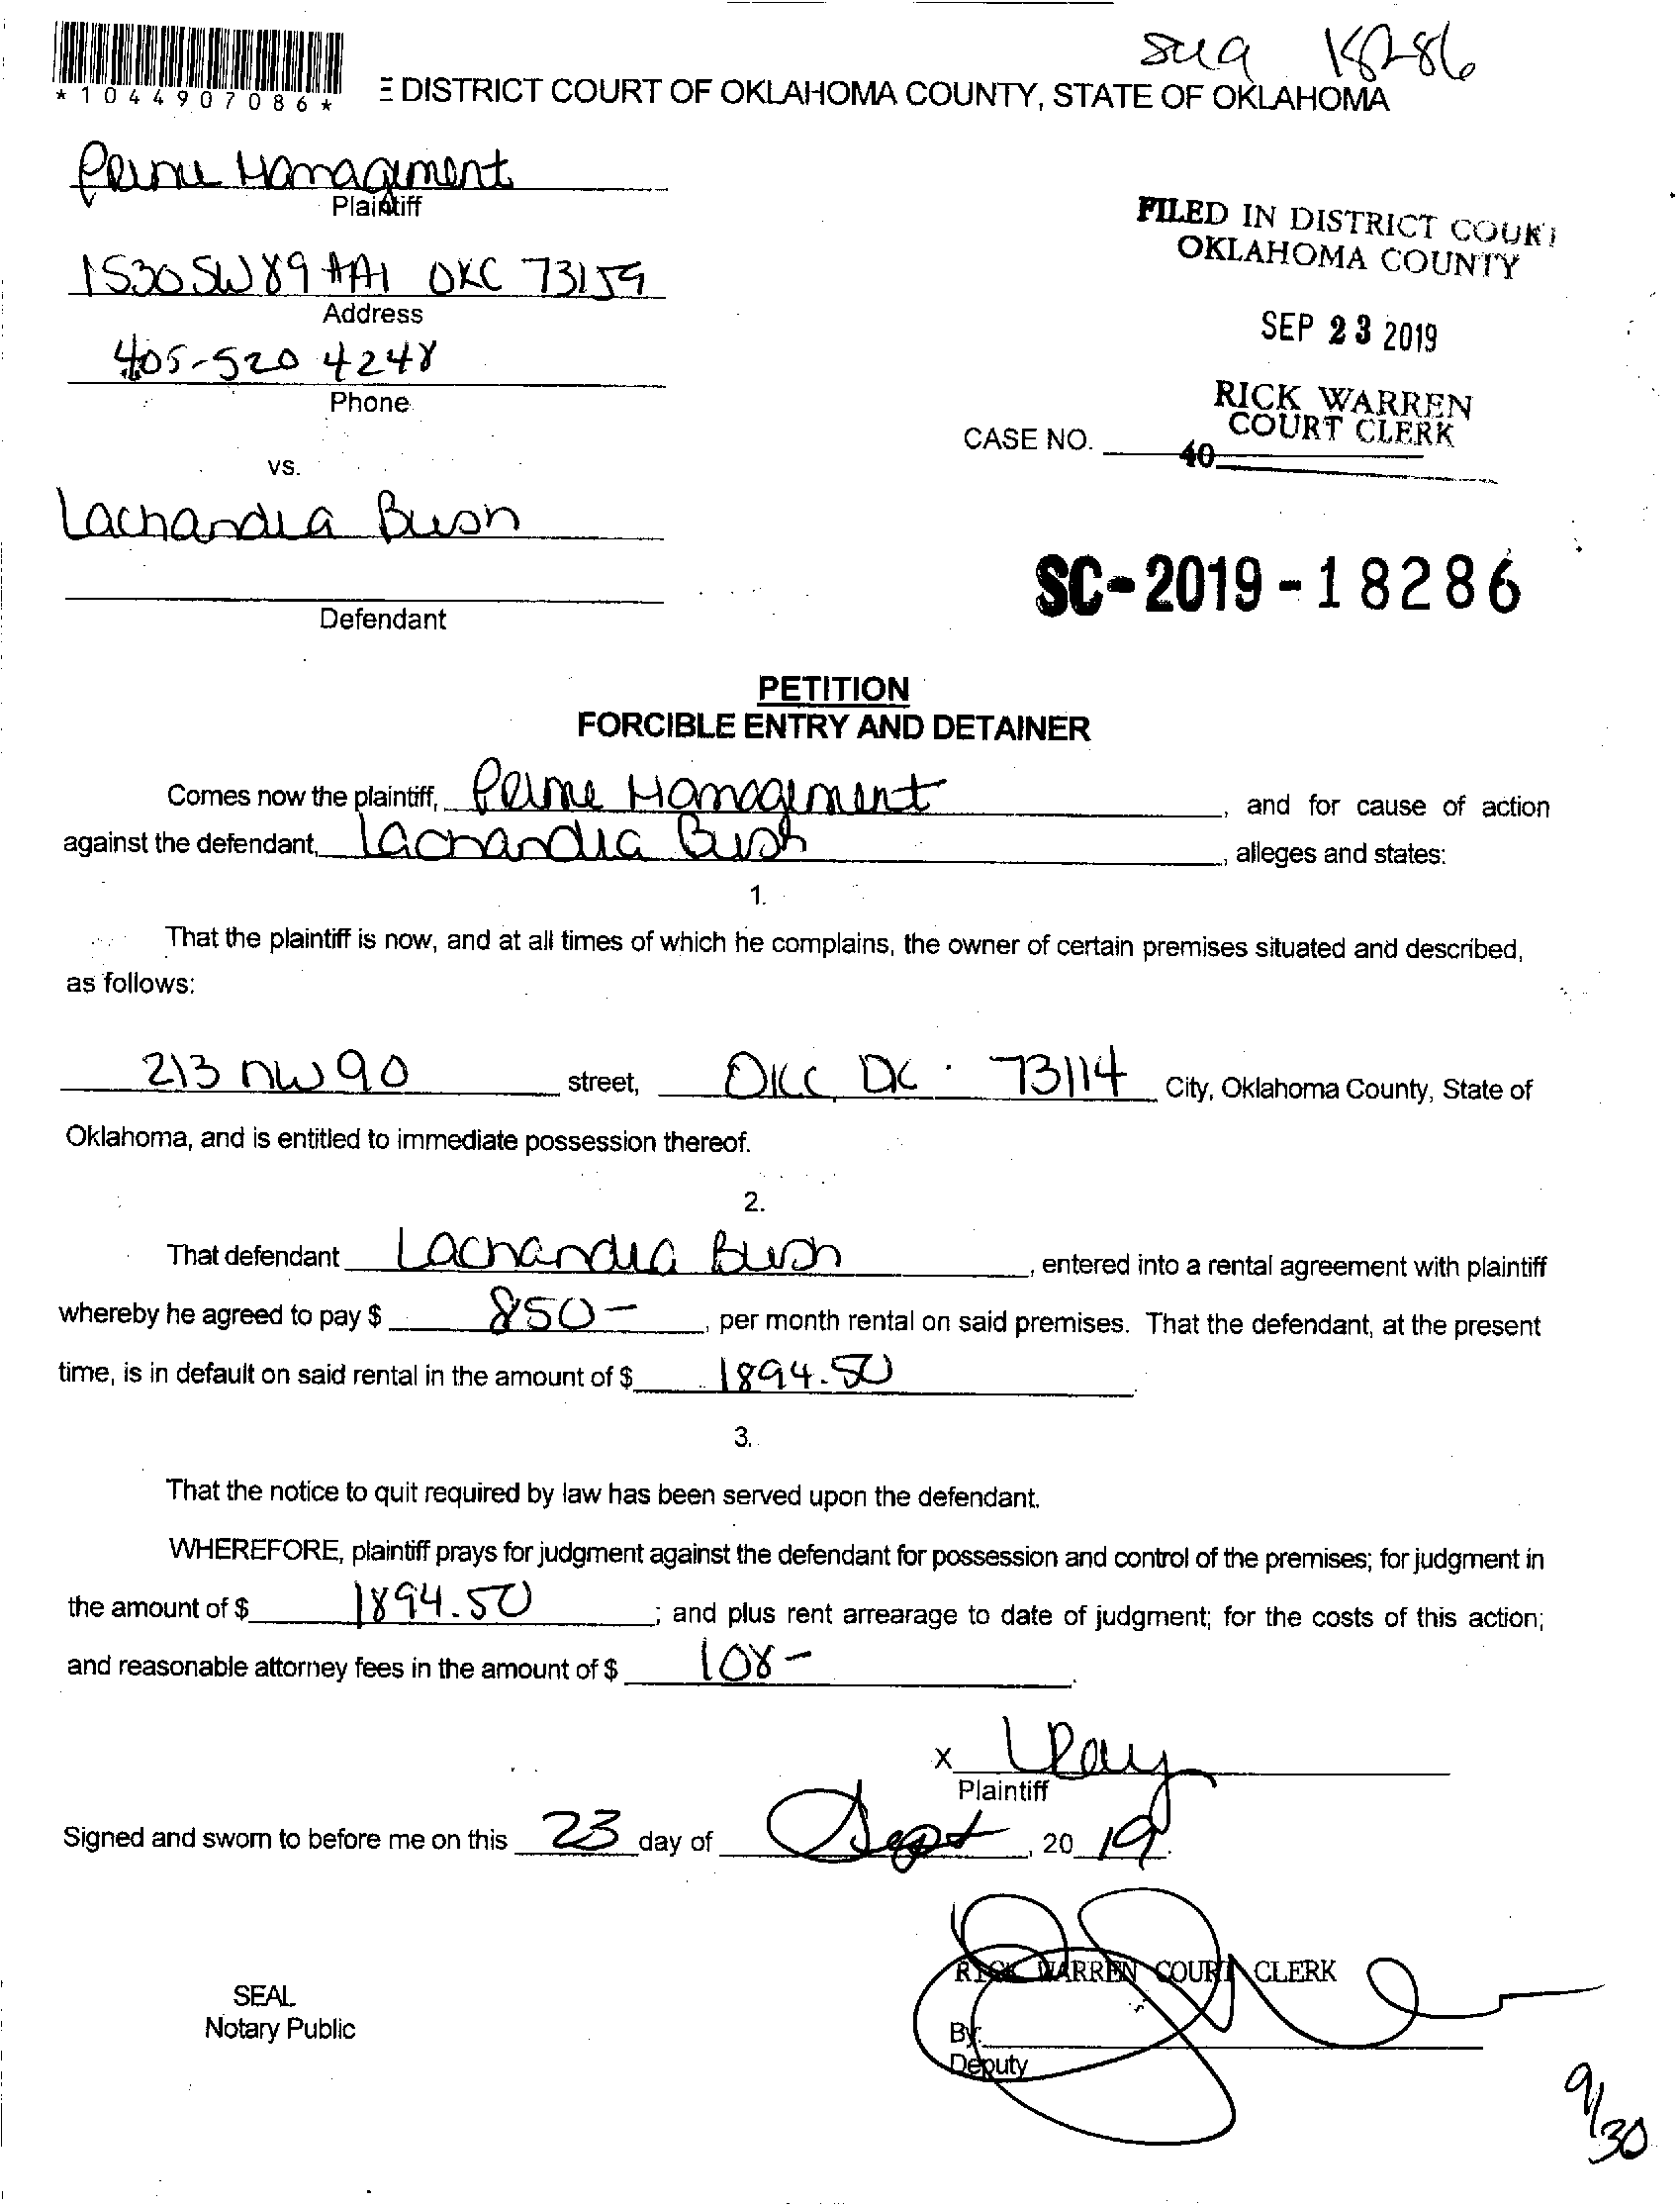 18286
*1044907086*
DISTRICT COURT OF OKLAHOMA COUNTY, STATE OF OKLAHOMA
Prime Management
Plaintiff
FILED IN DISTRICT COURT
OKLAHOMA COUNTY
1530 SW 89 #A1 OKC 73159
Address
SEP 23 2019
405-520 4248
Phone
RICK WARREN
COURT CLERK
CASE NO.
40
vs.
Lachandra Bush
SC-2019-18286
Defendant
PETITION
FORCIBLE ENTRY AND DETAINER
Comes now the plaintiff, Prime Management, and for cause of action
against the defendant, Lachandra Bush, alleges and states:
1.
That the plaintiff is now, and at all times of which he complains, the owner of certain premises situated and described,
as follows:
213 NW 90 street, OKC OK. 73114 City, Oklahoma County, State of
Oklahoma, and is entitled to immediate possession thereof.
2.
That defendant Lachandra Bush, entered into a rental agreement with plaintiff
whereby he agreed to pay $ 850-, per month rental on said premises. That the defendant, at the present
time, is in default on said rental in the amount of $ 1894.50.
3.
That the notice to quit required by law has been served upon the defendant.
WHEREFORE, plaintiff prays for judgment against the defendant for possession and control of the premises; for judgment in
the amount of $ 1894.50; and plus rent arrearage to date of judgment; for the costs of this action;
and reasonable attorney fees in the amount of $ 108-.
X LRay
Plaintiff
Signed and sworn to before me on this 23 day of Sept, 20 19.
RICK WARREN COURT CLERK
SEAL
Notary Public
By:
Deputy
9/30